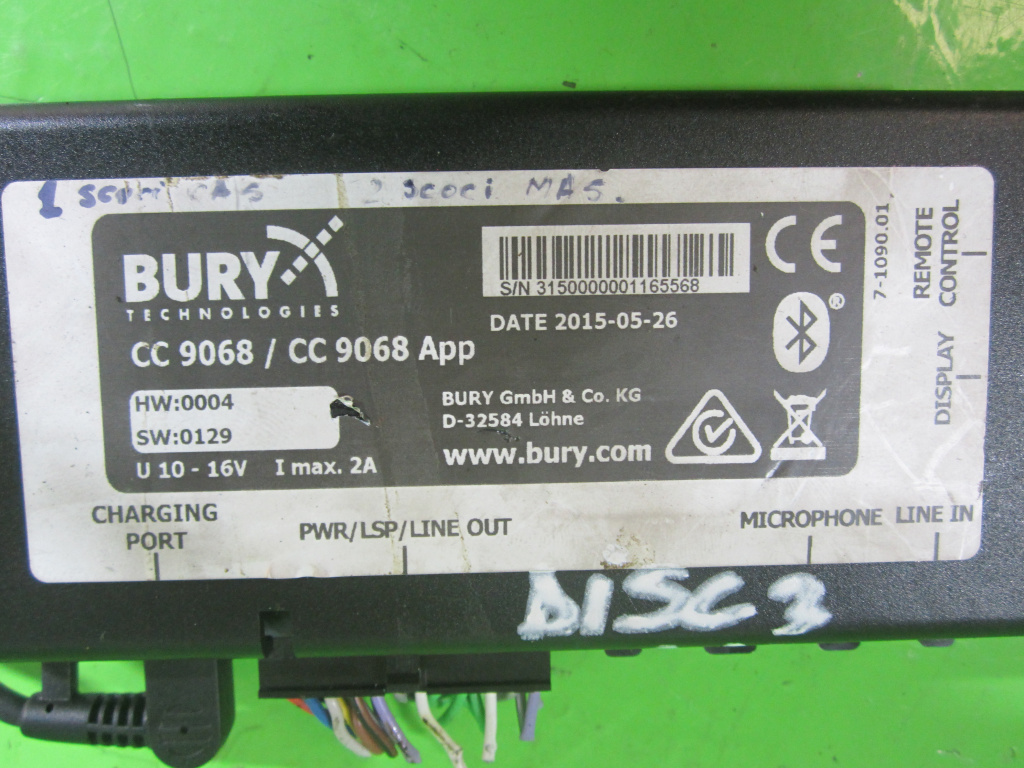 2 scoci MAS.
BURY
TECHNOLOGIES
S/N 3150000001165568
DATE 2015-05-26
CC 9068 / CC 9068 App
HW:0004
SW:0129
U 10 - 16V I max. 2A
BURY GmbH & Co. KG
D-32584 Löhne
www.bury.com
CE
®
7-1090.01
REMOTE
CONTROL
DISPLAY
CHARGING
PORT
PWR/LSP/LINE OUT
MICROPHONE
LINE IN
DISC 3